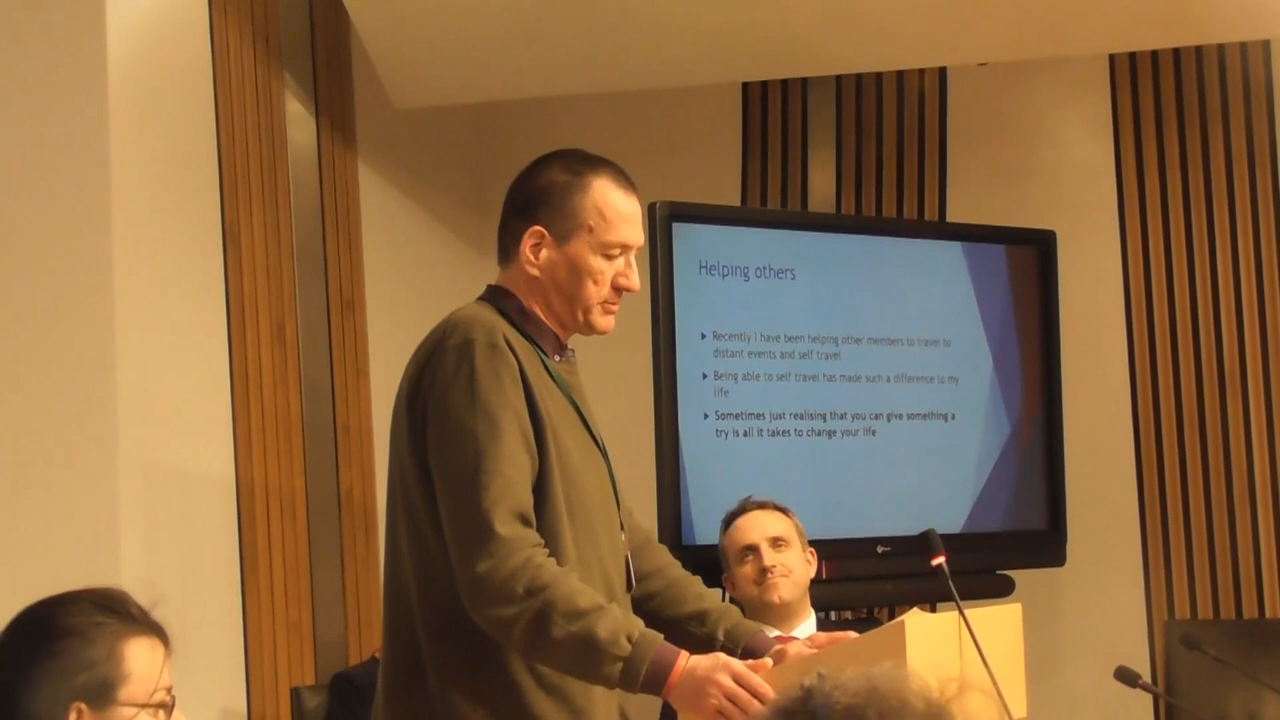 Helping others
Recently I have been helping other members to travel to
distant events and self travel
Being able to self travel has made such a difference to my
life
Sometimes just realising that you can give something a
try is all it takes to change your life